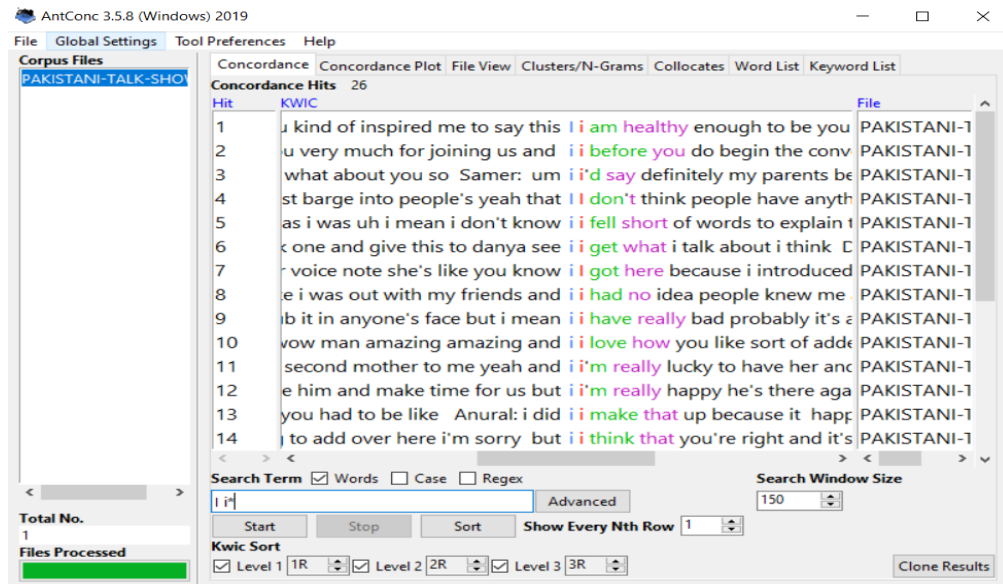 AntConc 3.5.8 (Windows) 2019
File Global Settings Tool Preferences Help
Corpus Files
PAKISTANI-TALK-SHOV
Concordance Concordance Plot File View Clusters/N-Grams Collocates Word List Keyword List
Concordance Hits 26
Hit KWIC File
1 u kind of inspired me to say this I i am healthy enough to be you PAKISTANI-T
2 u very much for joining us and i i before you do begin the conv PAKISTANI-T
3 what about you so Samer: um i i'd say definitely my parents be PAKISTANI-T
4 st barge into people's yeah that I I don't think people have anyth PAKISTANI-T
5 as i was uh i mean i don't know i i fell short of words to explain t PAKISTANI-T
6 k one and give this to danya see i i get what i talk about i think D PAKISTANI-T
7 r voice note she's like you know i I got here because i introduced PAKISTANI-T
8 te i was out with my friends and i i had no idea people knew me PAKISTANI-T
9 ub it in anyone's face but i mean i i have really bad probably it's a PAKISTANI-T
10 wow man amazing amazing and i i love how you like sort of adde PAKISTANI-T
11 second mother to me yeah and i i'm really lucky to have her and PAKISTANI-T
12 e him and make time for us but i i'm really happy he's there aga PAKISTANI-T
13 you had to be like Anural: i did i i make that up because it happ PAKISTANI-T
14 to add over here i'm sorry but i i think that you're right and it's PAKISTANI-T
Search Term Words Case Regex Search Window Size
I i* Advanced 150
Start Stop Sort Show Every Nth Row 1
Kwic Sort
Level 1 1R Level 2 2R Level 3 3R Clone Results
Total No.
1
Files Processed